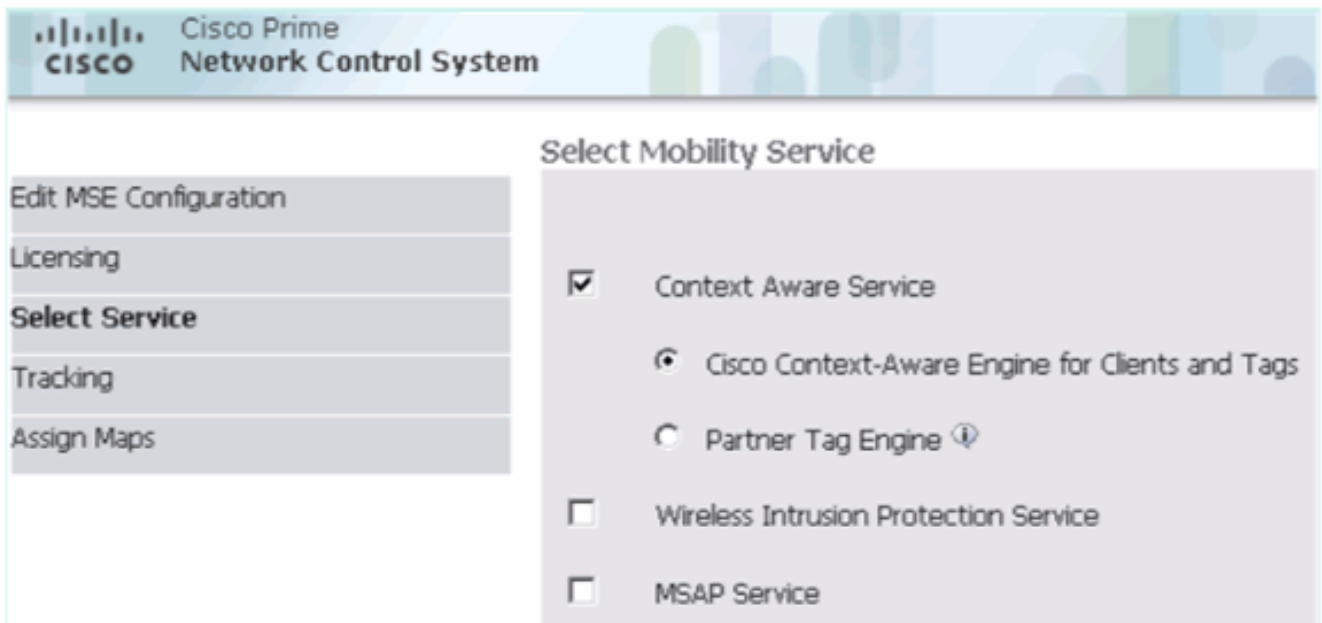 CISCO
Cisco Prime
Network Control System
Select Mobility Service
Edit MSE Configuration
Licensing
Select Service
Tracking
Assign Maps
Context Aware Service
Cisco Context-Aware Engine for Clients and Tags
Partner Tag Engine
Wireless Intrusion Protection Service
MSAP Service